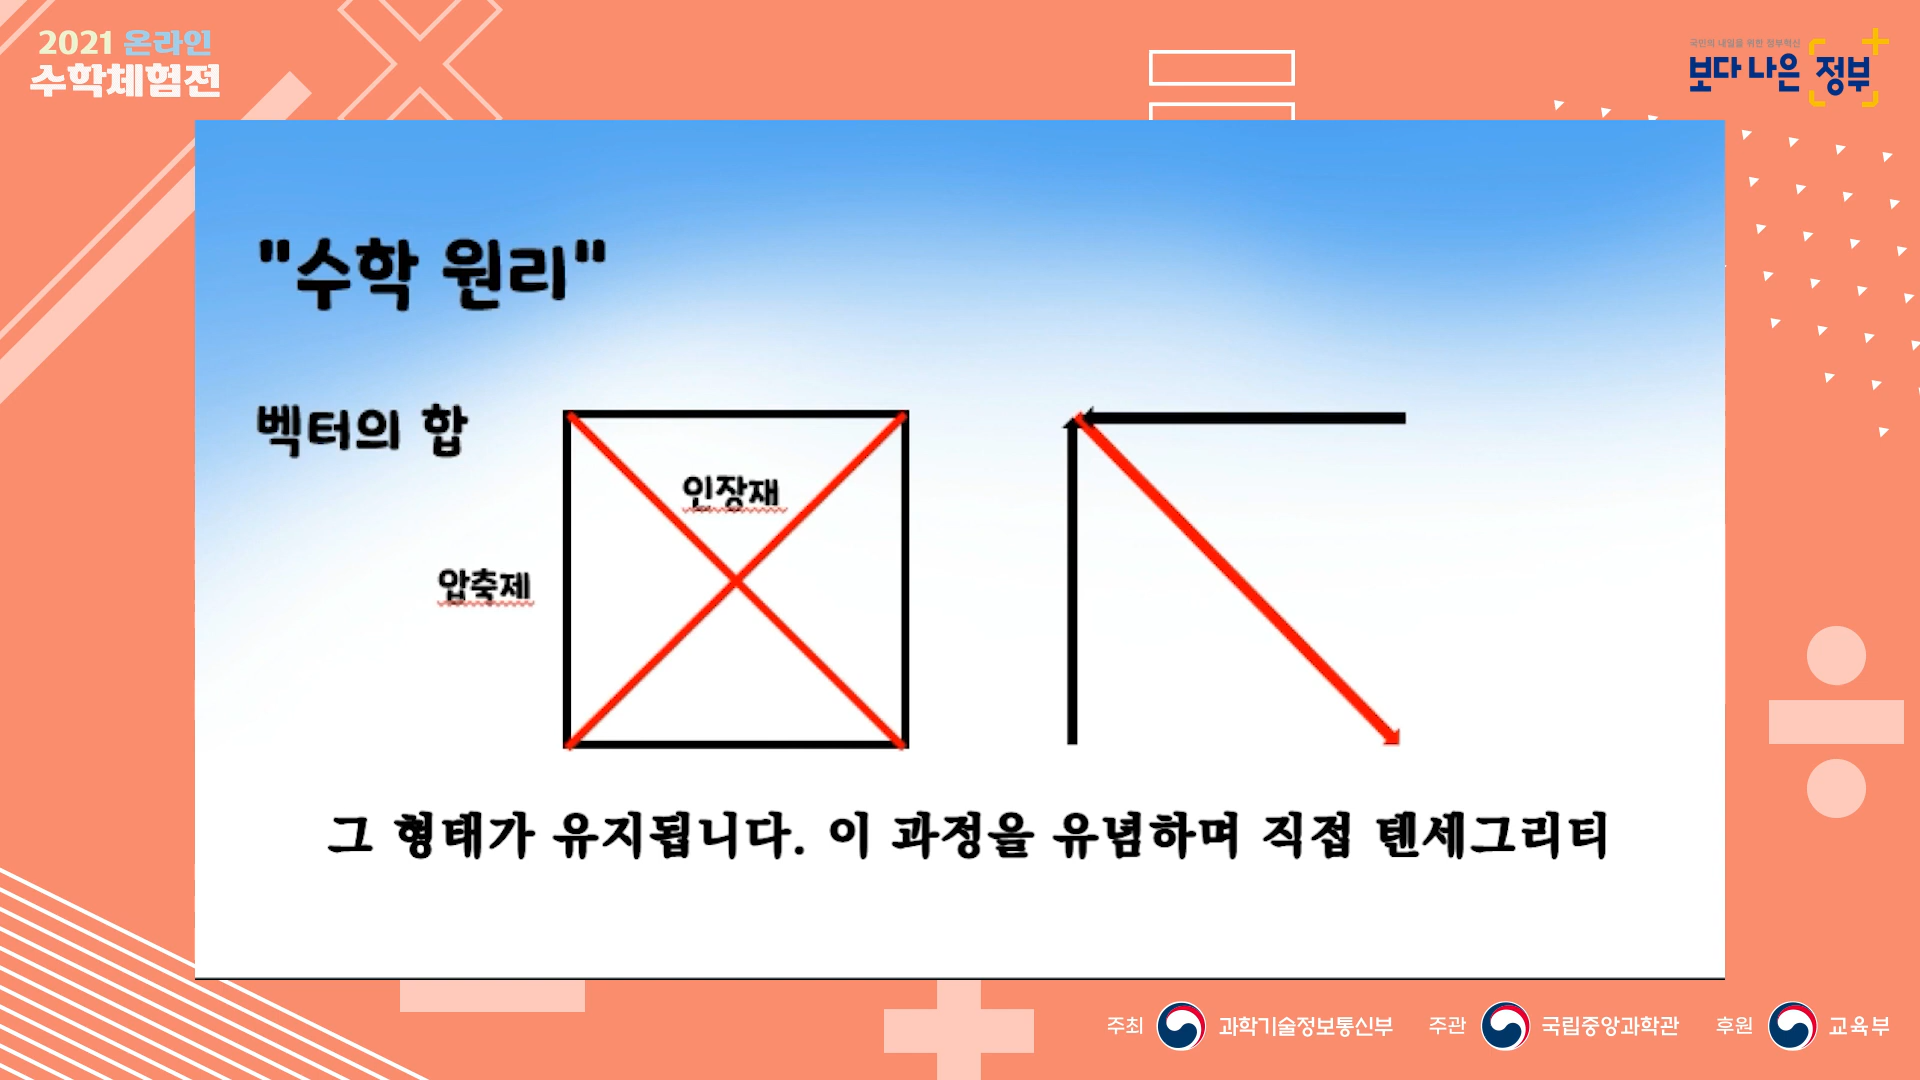 2021 온라인
수학체험전
국민의 내일을 위한 정부혁신
보다 나은 정부
"수학 원리"
벡터의 합
인장재
압축제
그 형태가 유지됩니다. 이 과정을 유념하며 직접 텐세그리티
주최 과학기술정보통신부 주관 국립중앙과학관 후원 교육부